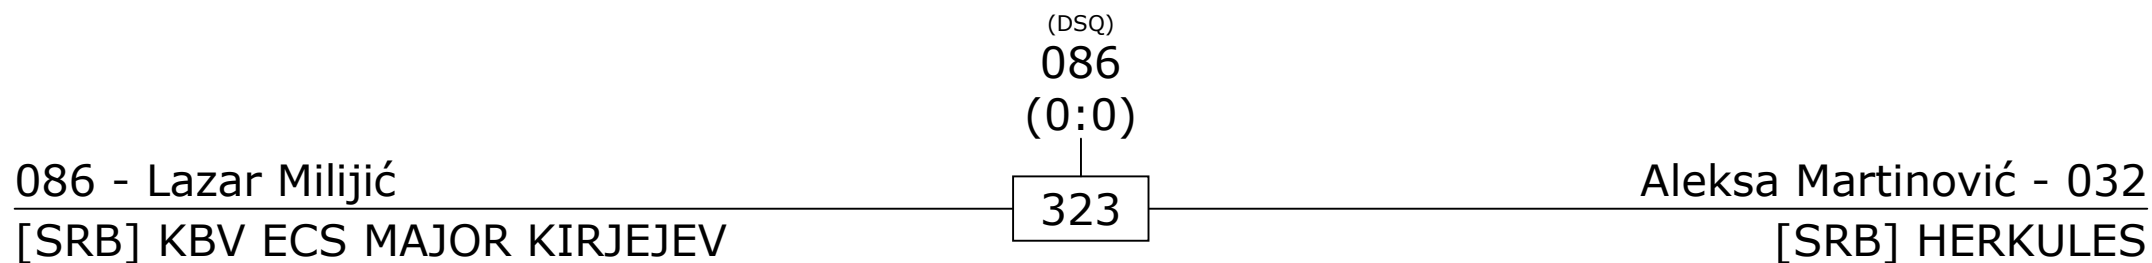 (DSQ)
086
(0:0)
086 - Lazar Milijić
323
Aleksa Martinović - 032
[SRB] KBV ECS MAJOR KIRJEJEV
[SRB] HERKULES